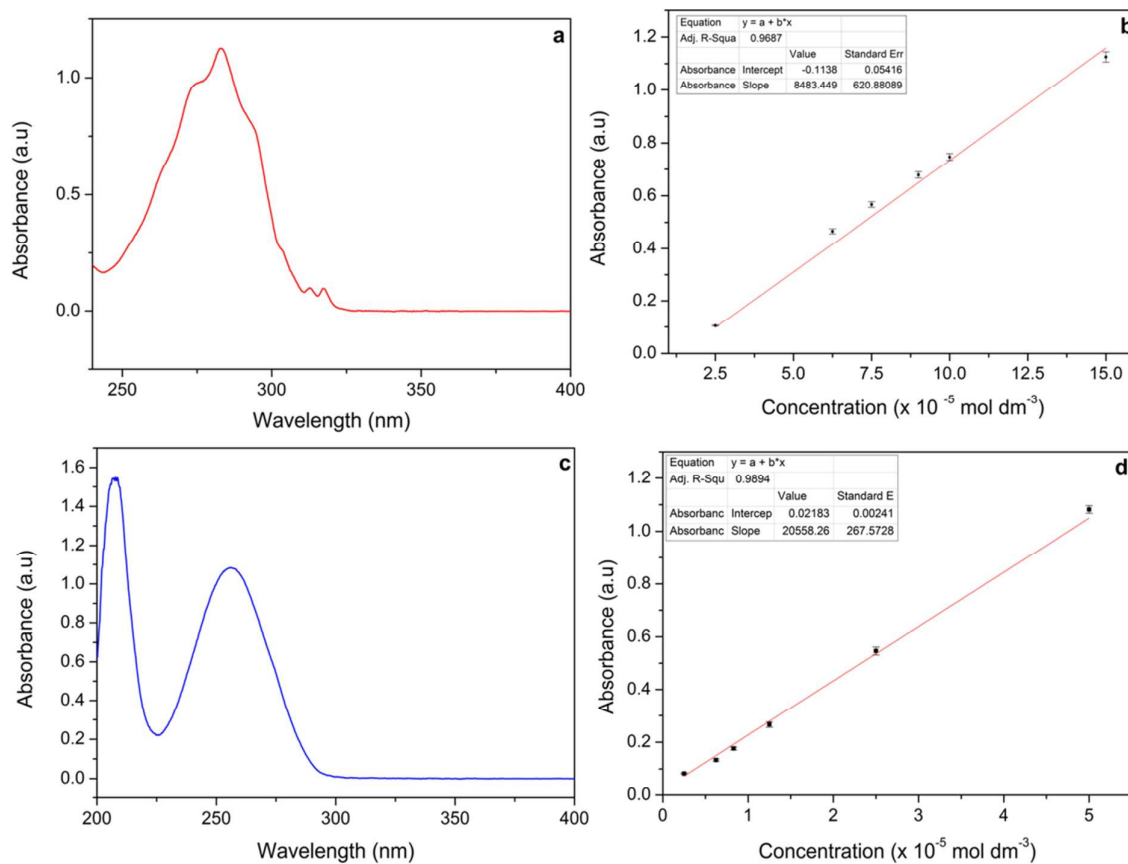 a
1.0
0.5
0.0
Absorbance (a.u)
250 300 350 400
Wavelength (nm)
b
Equation y = a + b*x
Adj. R-Squa 0.9687
Value Standard Err
Absorbance Intercept -0.1138 0.05416
Absorbance Slope 8483.449 620.88089
1.2
1.0
0.8
0.6
0.4
0.2
0.0
Absorbance (a.u)
2.5 5.0 7.5 10.0 12.5 15.0
Concentration (x 10⁻⁵ mol dm⁻³)
c
1.6
1.4
1.2
1.0
0.8
0.6
0.4
0.2
0.0
Absorbance (a.u)
200 250 300 350 400
Wavelength (nm)
d
Equation y = a + b*x
Adj. R-Squ 0.9894
Value Standard E
Absorbanc Intercep 0.02183 0.00241
Absorbanc Slope 20558.26 267.5728
1.2
1.0
0.8
0.6
0.4
0.2
0.0
Absorbance (a.u)
0 1 2 3 4 5
Concentration (x 10⁻⁵ mol dm⁻³)